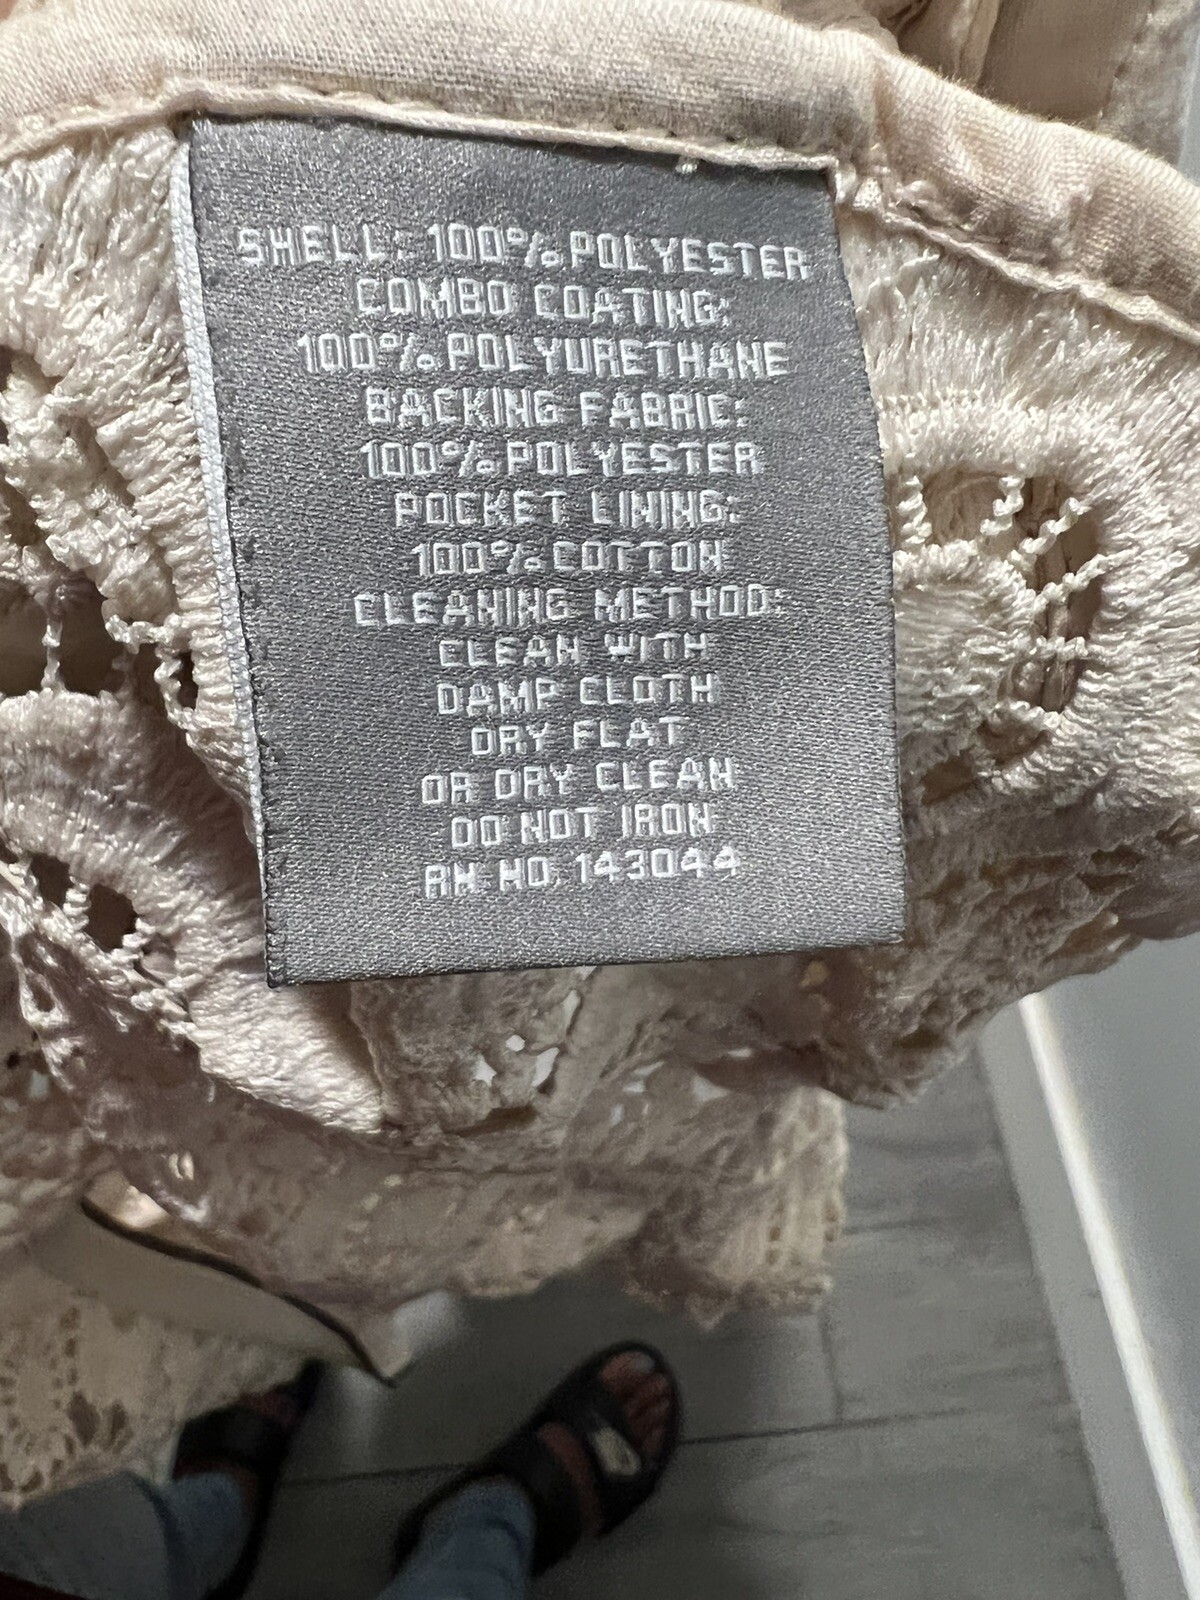 SHELL: 100% POLYESTER
COMBO COATING:
100% POLYURETHANE
BACKING FABRIC:
100% POLYESTER
POCKET LINING:
100% COTTON
CLEANING METHOD:
CLEAN WITH
DAMP CLOTH
DRY FLAT
OR DRY CLEAN
DO NOT IRON
RN NO. 143044